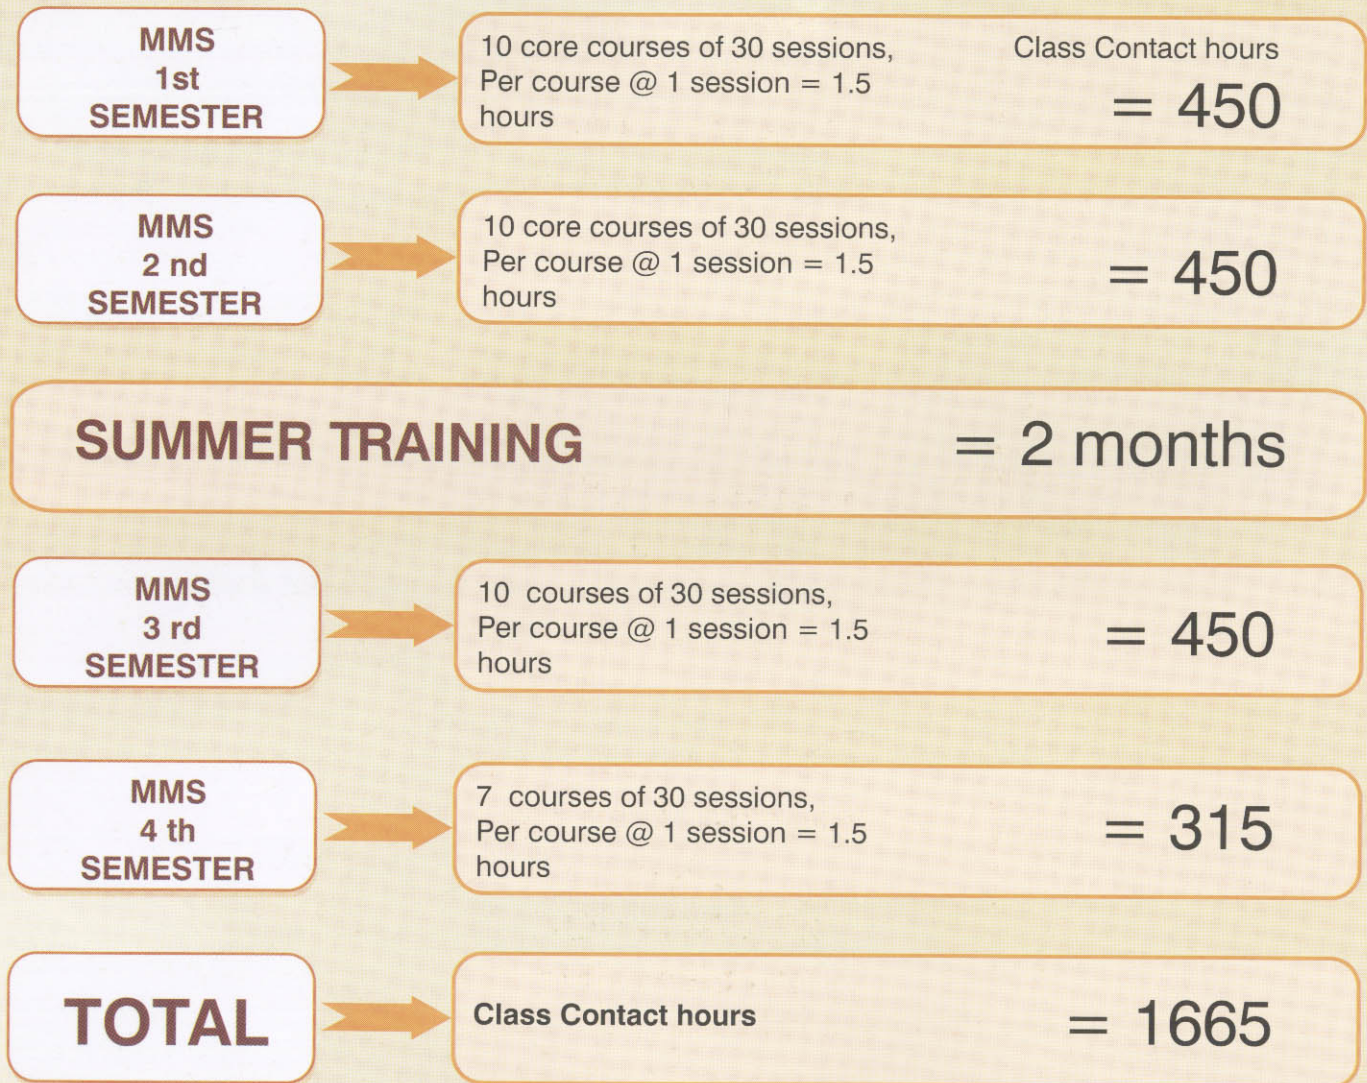 MMS
1st
SEMESTER
10 core courses of 30 sessions,
Per course @ 1 session = 1.5
hours
Class Contact hours
= 450
MMS
2 nd
SEMESTER
10 core courses of 30 sessions,
Per course @ 1 session = 1.5
hours
= 450
SUMMER TRAINING
= 2 months
MMS
3 rd
SEMESTER
10 courses of 30 sessions,
Per course @ 1 session = 1.5
hours
= 450
MMS
4 th
SEMESTER
7 courses of 30 sessions,
Per course @ 1 session = 1.5
hours
= 315
TOTAL
Class Contact hours
= 1665